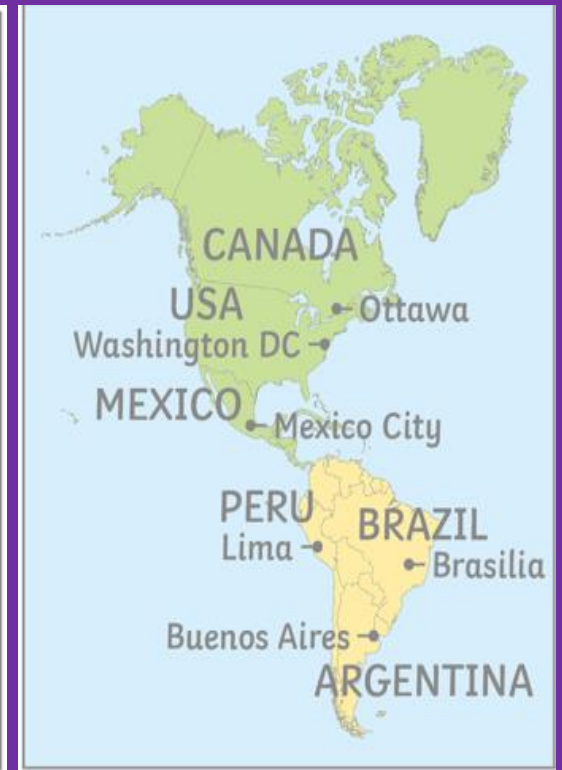 CANADA
USA
Ottawa
Washington DC
MEXICO
Mexico City
PERU
BRAZIL
Lima
Brasilia
Buenos Aires
ARGENTINA